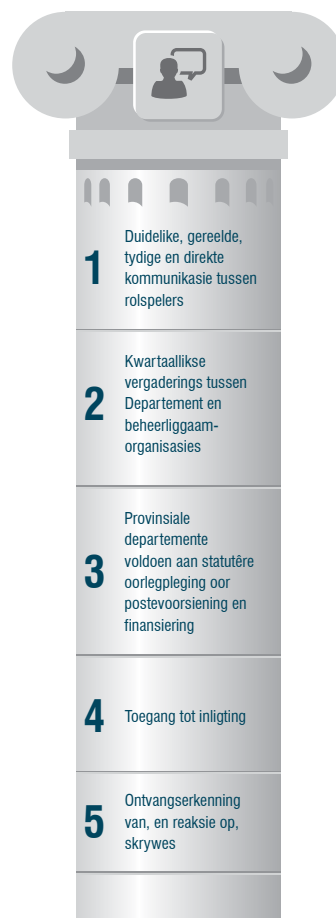 1
Duidelike, gereelde,
tydige en direkte
kommunikasie tussen
rolspelers
2
Kwartaallikse
vergaderings tussen
Departement en
beheerliggaam-
organisasies
3
Provinsiale
departemente
voldoen aan statutêre
oorlegpleging oor
postevoorsiening en
finansiering
4
Toegang tot inligting
5
Ontvangserkenning
van, en reaksie op,
skrywes